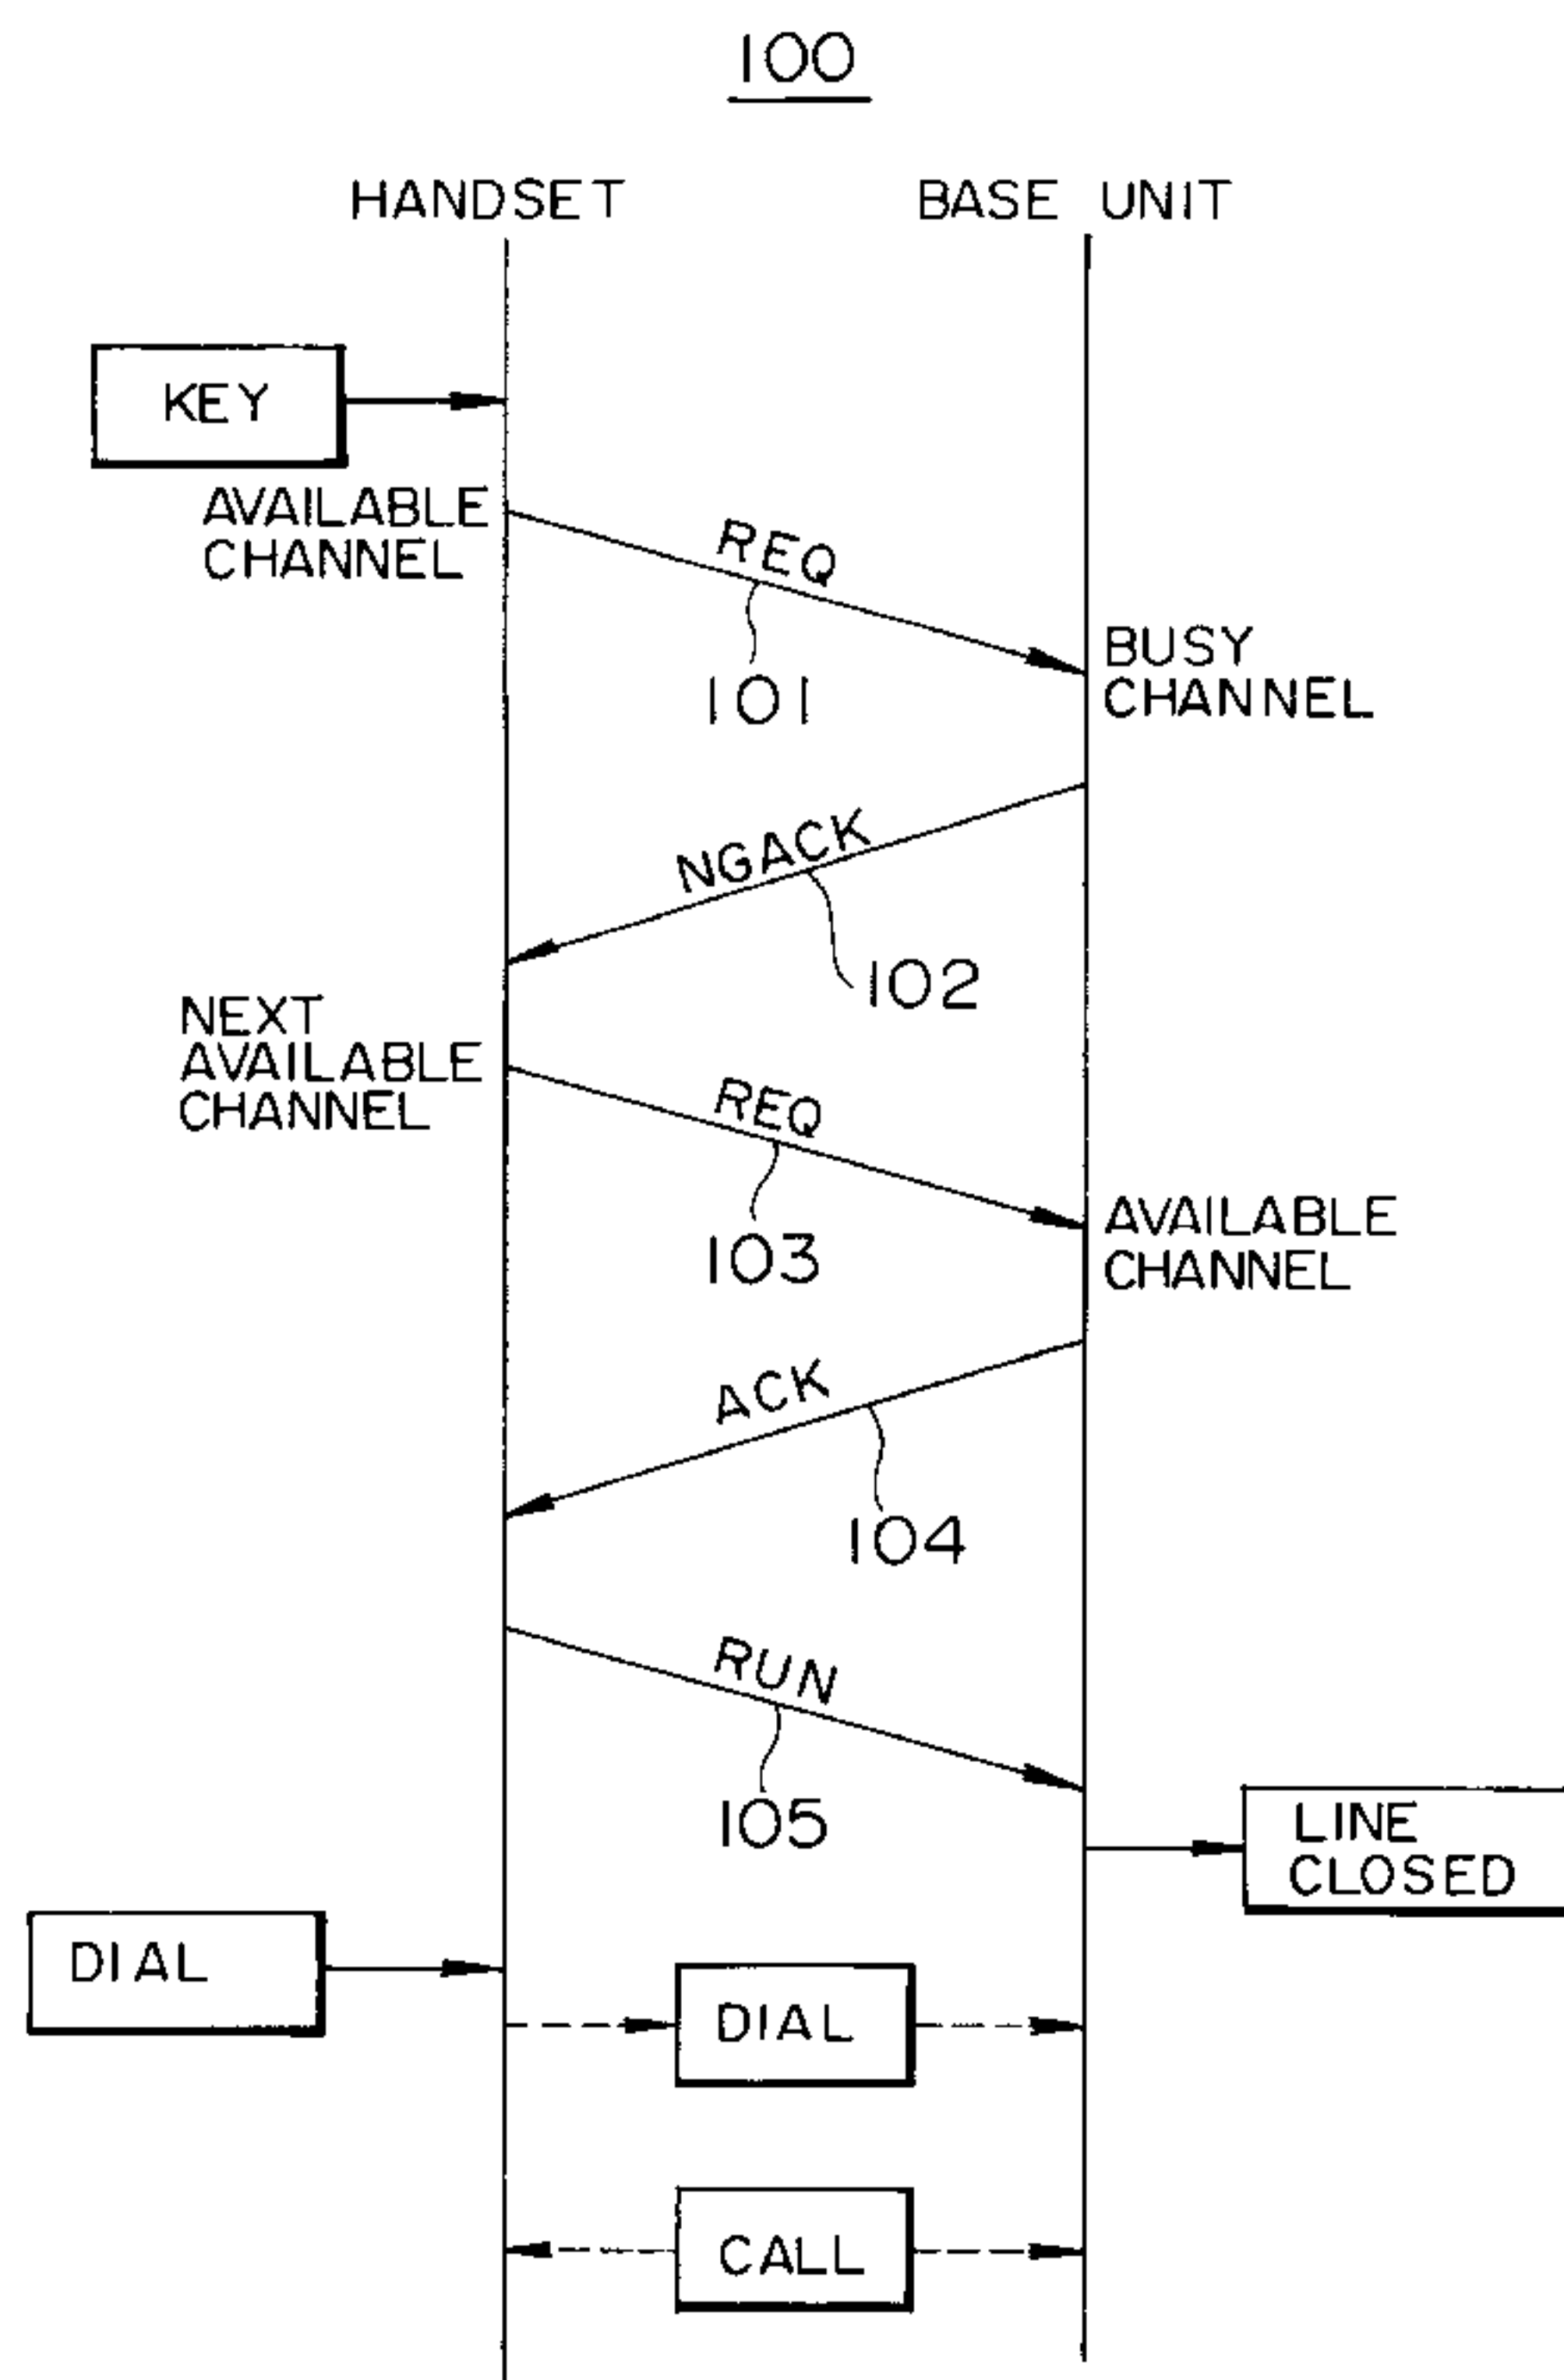 100
HANDSET
BASE UNIT
KEY
AVAILABLE
CHANNEL
REQ
101
BUSY
CHANNEL
NGACK
102
NEXT
AVAILABLE
CHANNEL
REQ
103
AVAILABLE
CHANNEL
ACK
104
RUN
105
LINE
CLOSED
DIAL
DIAL
CALL